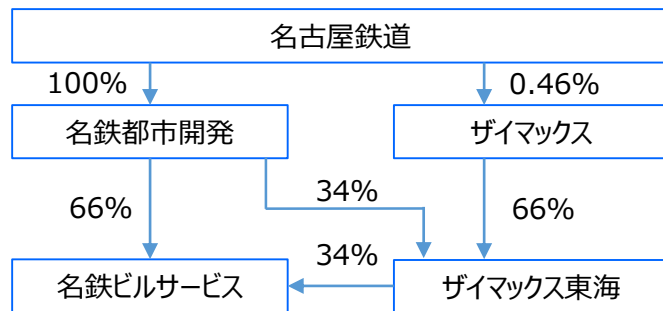 名古屋鉄道
100%
0.46%
名鉄都市開発
ザイマックス
34%
66%
66%
34%
名鉄ビルサービス
ザイマックス東海